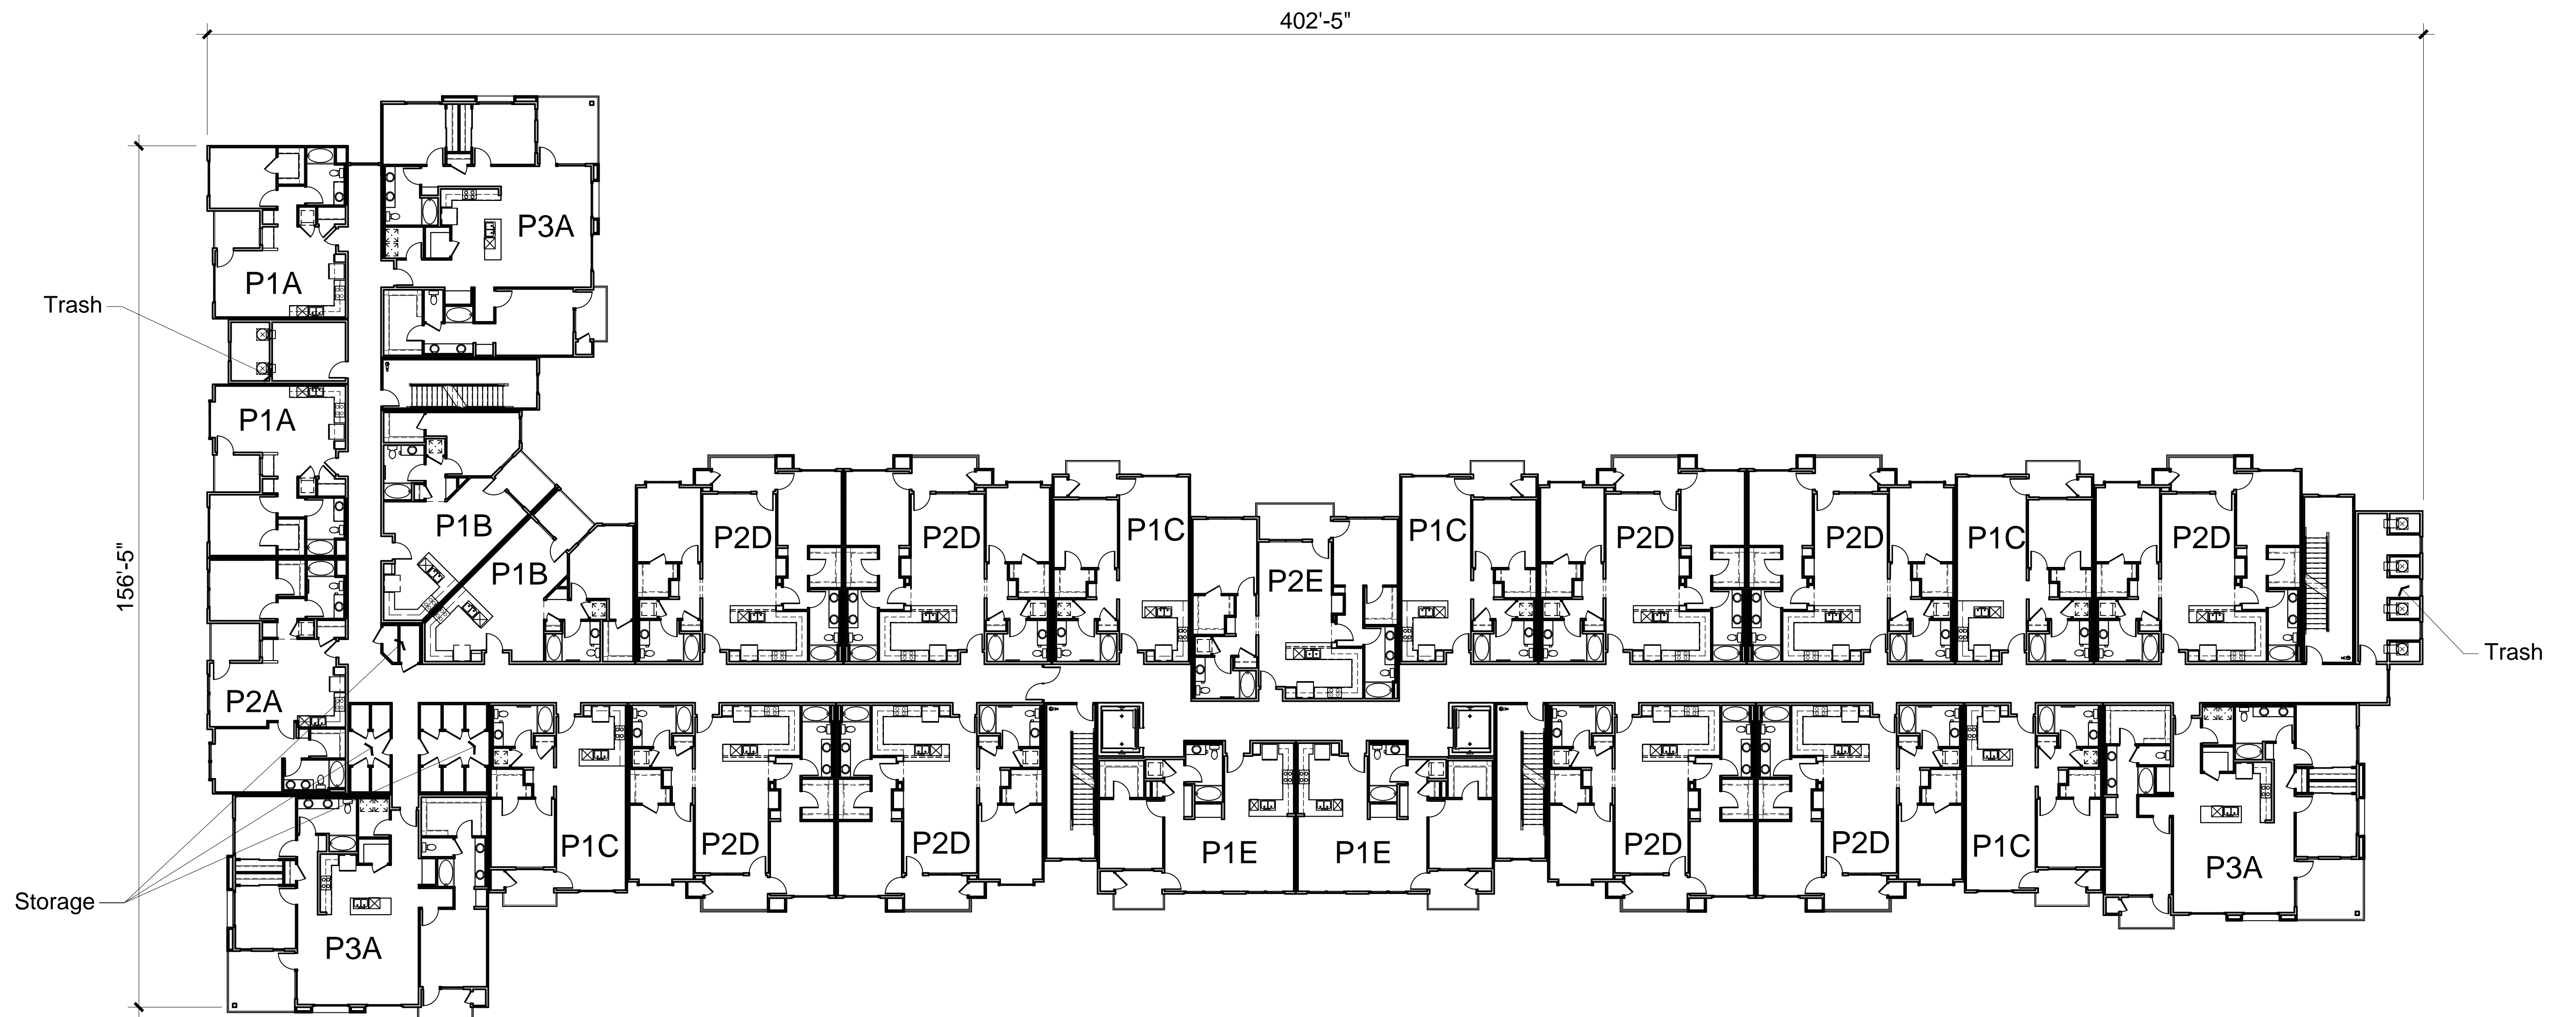 402'-5"
P3A
P1A
Trash
P1A
156'-5"
P1B
P1B
P2D
P2D
P1C
P2E
P1C
P2D
P2D
P1C
P2D
Trash
P2A
P1C
P2D
P2D
P1E
P1E
P2D
P2D
P1C
P3A
Storage
P3A